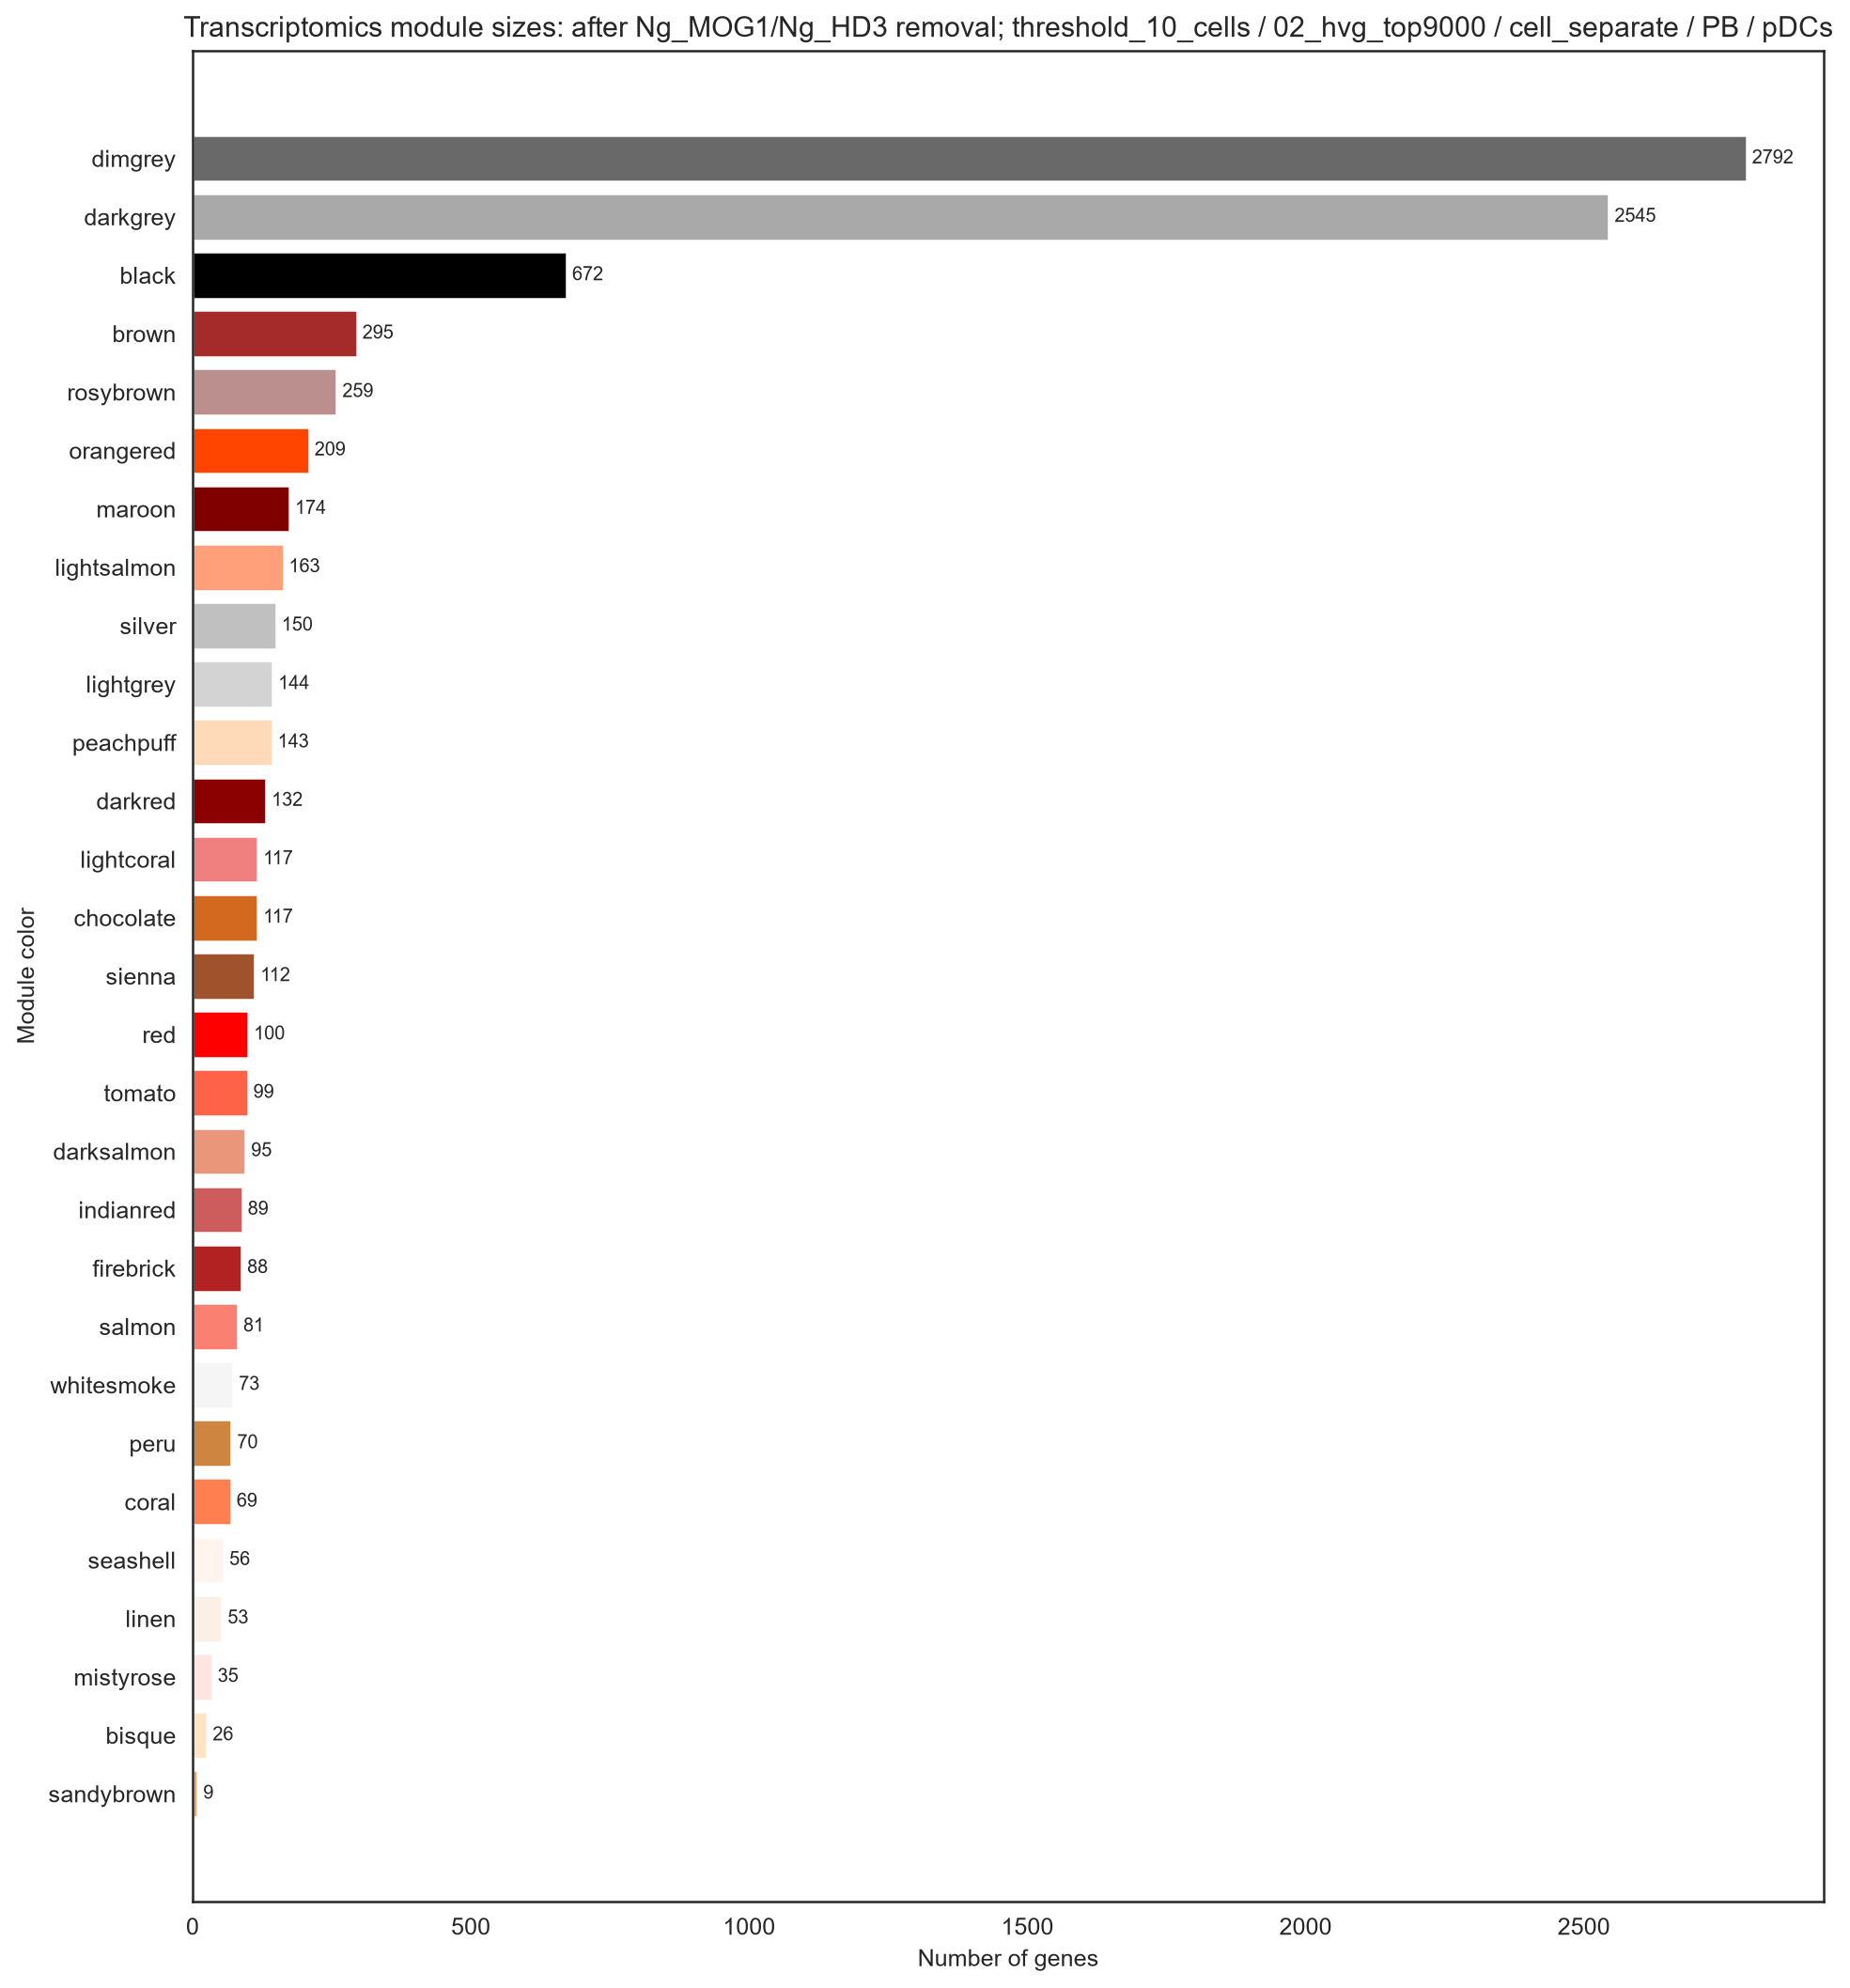 Transcriptomics module sizes: after Ng_MOG1/Ng_HD3 removal; threshold_10_cells / 02_hvg_top9000 / cell_separate / PB / pDCs
dimgrey 2792
darkgrey 2545
black 672
brown 295
rosybrown 259
orangered 209
maroon 174
lightsalmon 163
silver 150
lightgrey 144
peachpuff 143
darkred 132
lightcoral 117
chocolate 117
sienna 112
red 100
tomato 99
darksalmon 95
indianred 89
firebrick 88
salmon 81
whitesmoke 73
peru 70
coral 69
seashell 56
linen 53
mistyrose 35
bisque 26
sandybrown 9
Module color
0 500 1000 1500 2000 2500
Number of genes